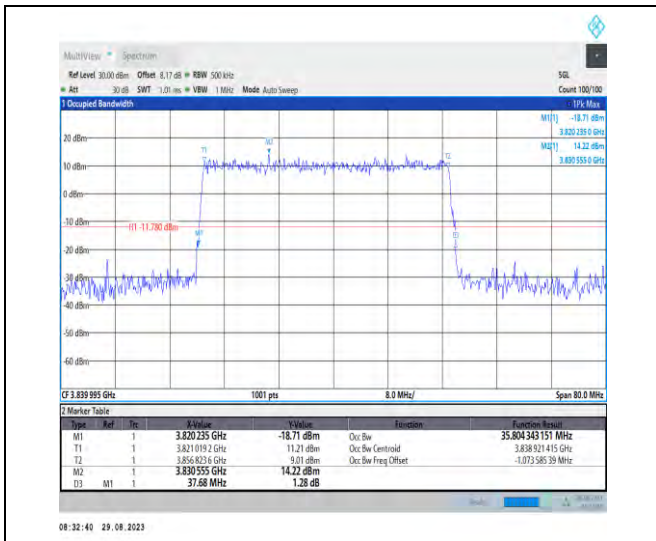 MultiView Spectrum
Ref Level 30.00 dBm Offset 8.17 dB RBW 500 kHz SGL
Att 30 dB SWT 1.01 ms VBW 1 MHz Mode Auto Sweep Count 100/100
1 Occupied Bandwidth 1Pk Max
M1[1] -18.71 dBm
3.820 235 0 GHz
M2[1] 14.22 dBm
3.830 555 0 GHz
20 dBm
M2
T1
T2
10 dBm
0 dBm
-10 dBm
H1 -11.780 dBm
M1
D3
-20 dBm
-30 dBm
-40 dBm
-50 dBm
-60 dBm
CF 3.839 995 GHz 1001 pts 8.0 MHz/ Span 80.0 MHz
2 Marker Table
Type Ref Trc X-Value Y-Value Function Function Result
M1 1 3.820 235 GHz -18.71 dBm Occ Bw 35.804 343 151 MHz
T1 1 3.821 019 2 GHz 11.21 dBm Occ Bw Centroid 3.838 921 415 GHz
T2 1 3.856 823 6 GHz 9.01 dBm Occ Bw Freq Offset -1.073 585 39 MHz
M2 1 3.830 555 GHz 14.22 dBm
D3 M1 1 37.68 MHz 1.28 dB
08:32:40 29.08.2023